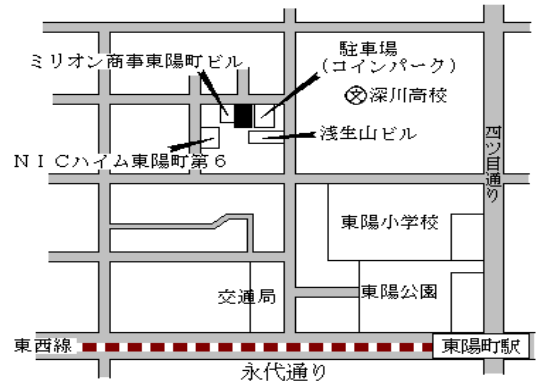 駐車場
(コインパーク)
ミリオン商事東陽町ビル
深川高校
浅生山ビル
四ツ目通り
NICハイム東陽町第6
東陽小学校
交通局
東陽公園
東西線
東陽町駅
永代通り